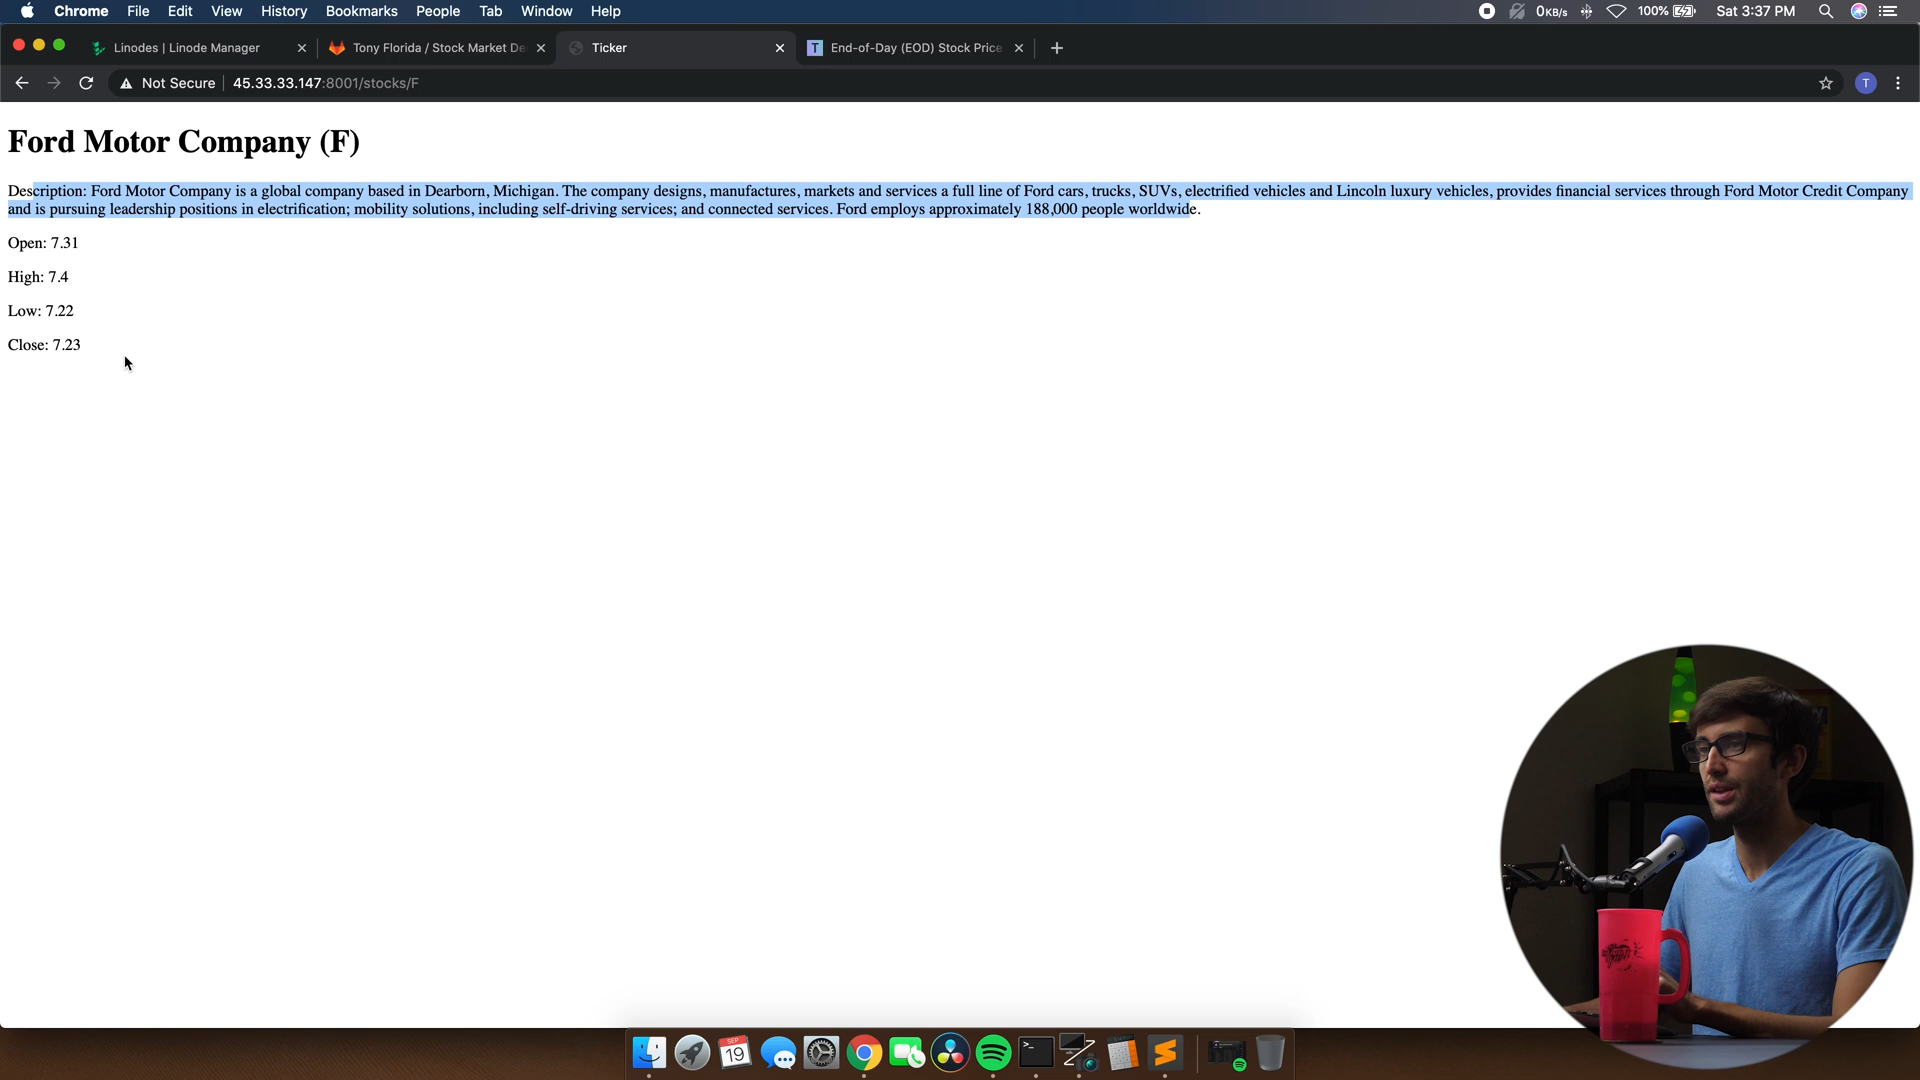 Chrome File Edit View History Bookmarks People Tab Window Help 0KB/s 100% Sat 3:37 PM
Linodes | Linode Manager Tony Florida / Stock Market De Ticker End-of-Day (EOD) Stock Price
Not Secure 45.33.33.147:8001/stocks/F T
Ford Motor Company (F)
Description: Ford Motor Company is a global company based in Dearborn, Michigan. The company designs, manufactures, markets and services a full line of Ford cars, trucks, SUVs, electrified vehicles and Lincoln luxury vehicles, provides financial services through Ford Motor Credit Company
and is pursuing leadership positions in electrification; mobility solutions, including self-driving services; and connected services. Ford employs approximately 188,000 people worldwide.
Open: 7.31
High: 7.4
Low: 7.22
Close: 7.23
SEP
19